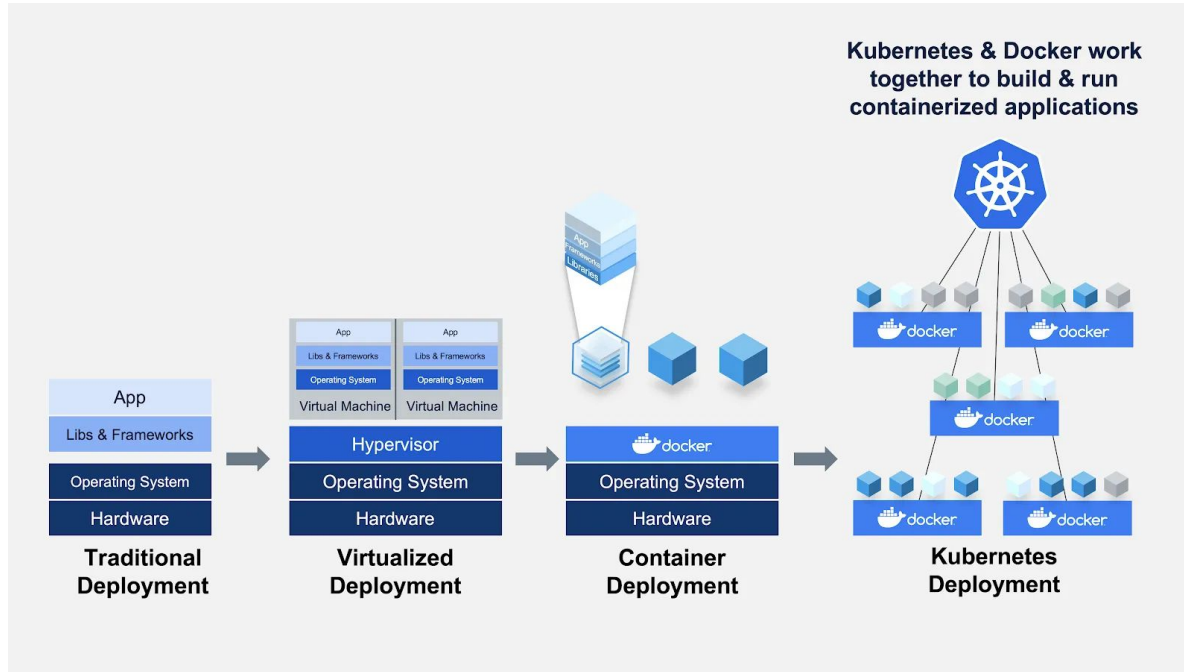 Kubernetes & Docker work
together to build & run
containerized applications
App
Frameworks
Libraries
App
Libs & Frameworks
Operating System
Virtual Machine
App
Libs & Frameworks
Operating System
Virtual Machine
App
Libs & Frameworks
Operating System
Hardware
Traditional
Deployment
Hypervisor
Operating System
Hardware
Virtualized
Deployment
docker
Operating System
Hardware
Container
Deployment
docker
docker
docker
docker
docker
Kubernetes
Deployment